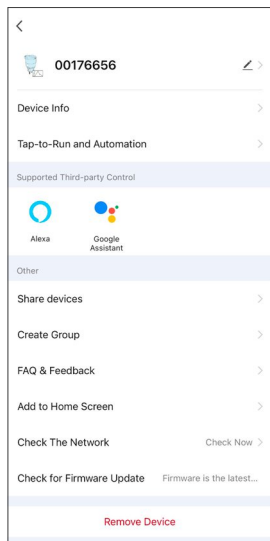 00176656
Device Info
Tap-to-Run and Automation
Supported Third-party Control
Alexa
Google
Assistant
Other
Share devices
Create Group
FAQ & Feedback
Add to Home Screen
Check The Network Check Now
Check for Firmware Update Firmware is the latest...
Remove Device